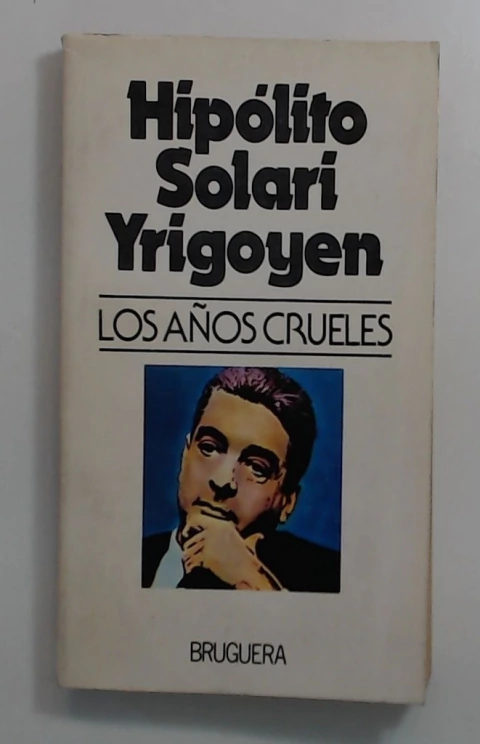 Hipólito
Solari
Yrigoyen
LOS AÑOS CRUELES
BRUGUERA